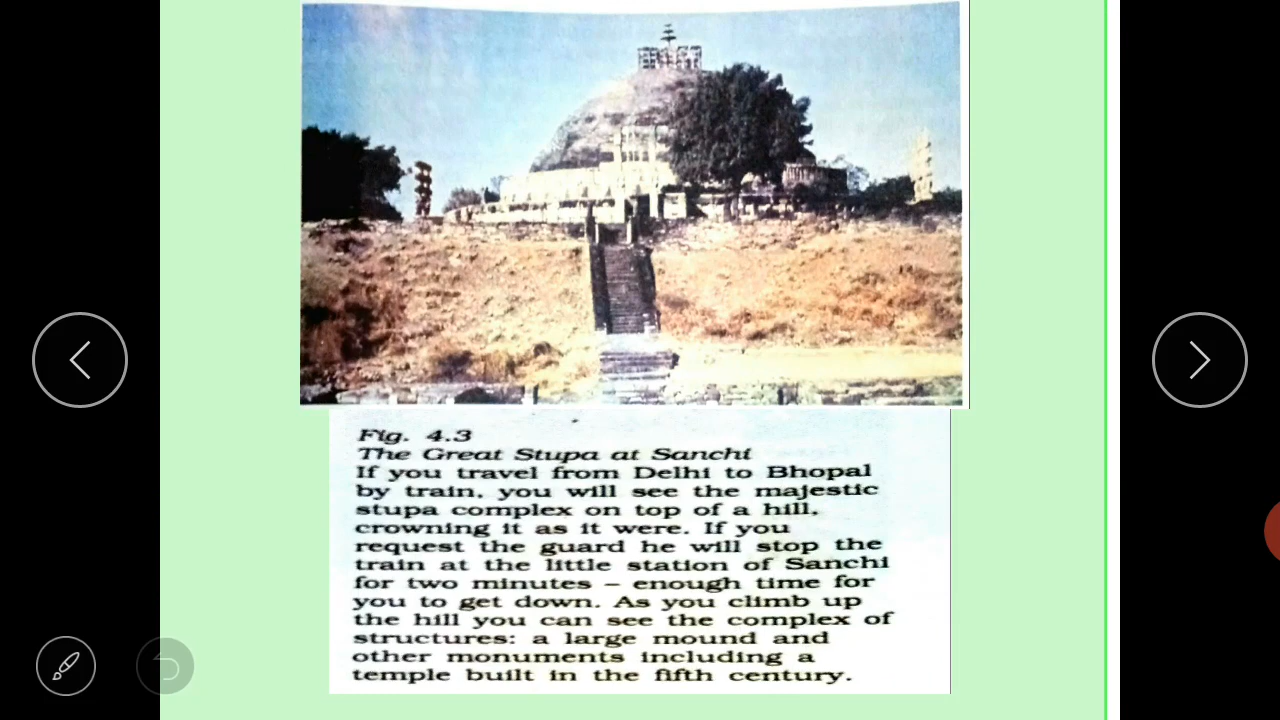 Fig. 4.3
The Great Stupa at Sanchi
If you travel from Delhi to Bhopal
by train, you will see the majestic
stupa complex on top of a hill,
crowning it as it were. If you
request the guard he will stop the
train at the little station of Sanchi
for two minutes – enough time for
you to get down. As you climb up
the hill you can see the complex of
structures: a large mound and
other monuments including a
temple built in the fifth century.